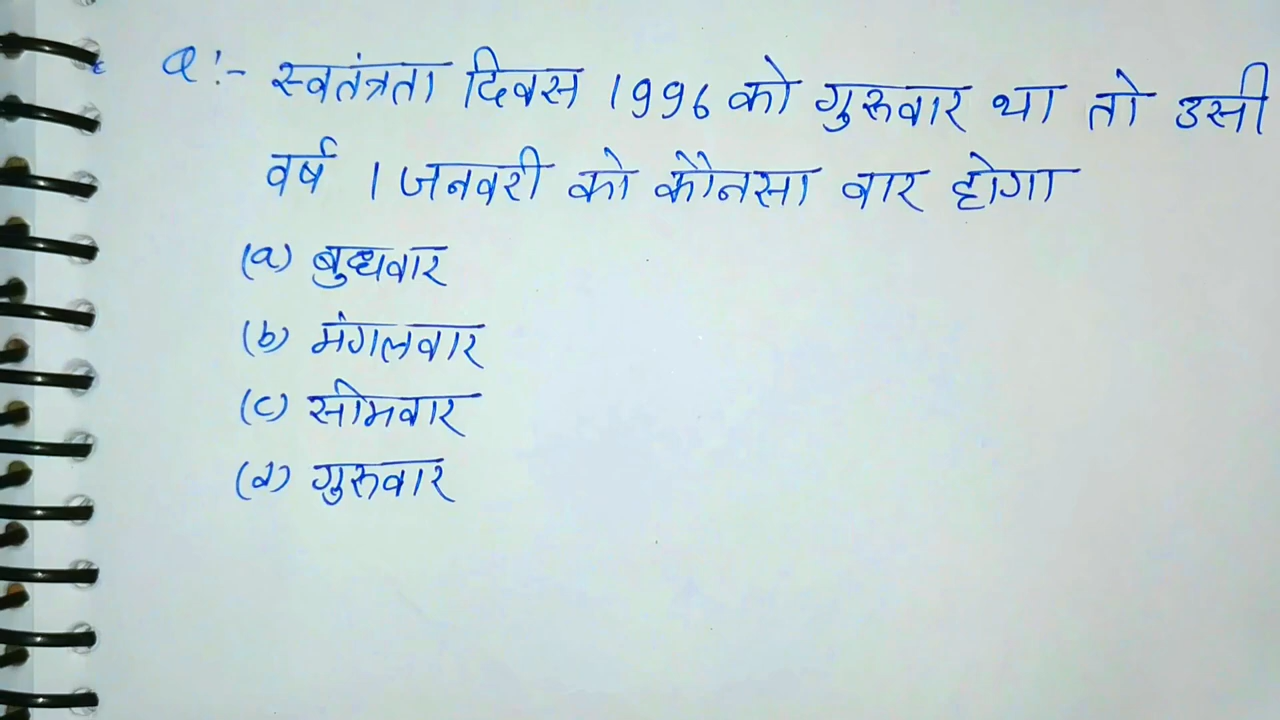 Q:- स्वतंत्रता दिवस 1996 को गुरुवार था तो उसी
वर्ष 1 जनवरी को कौनसा वार होगा
(a) बुधवार
(b) मंगलवार
(c) सोमवार
(d) गुरुवार